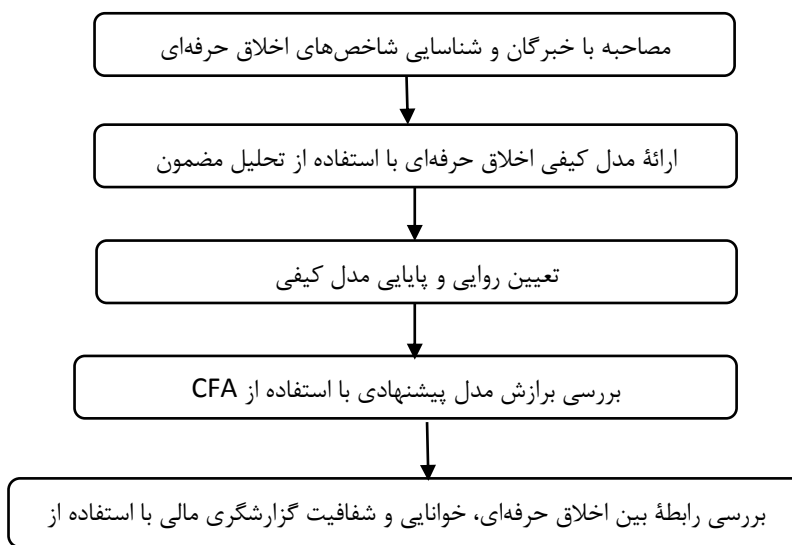 مصاحبه با خبرگان و شناسایی شاخص‌های اخلاق حرفه‌ای
ارائۀ مدل کیفی اخلاق حرفه‌ای با استفاده از تحلیل مضمون
تعیین روایی و پایایی مدل کیفی
بررسی برازش مدل پیشنهادی با استفاده از CFA
بررسی رابطۀ بین اخلاق حرفه‌ای، خوانایی و شفافیت گزارشگری مالی با استفاده از